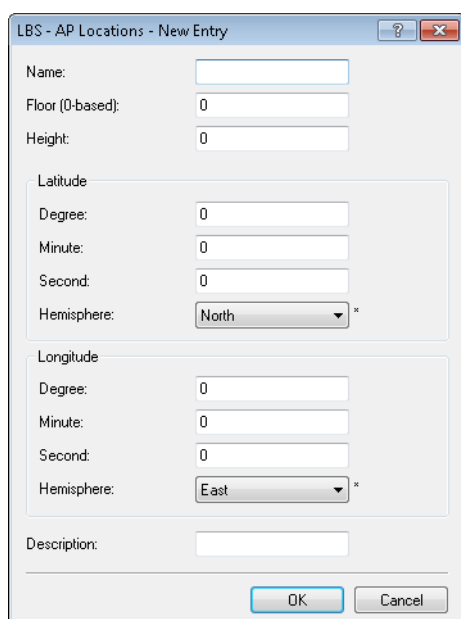 LBS - AP Locations - New Entry
Name:
Floor (0-based): 0
Height: 0
Latitude
Degree: 0
Minute: 0
Second: 0
Hemisphere: North *
Longitude
Degree: 0
Minute: 0
Second: 0
Hemisphere: East *
Description:
OK Cancel